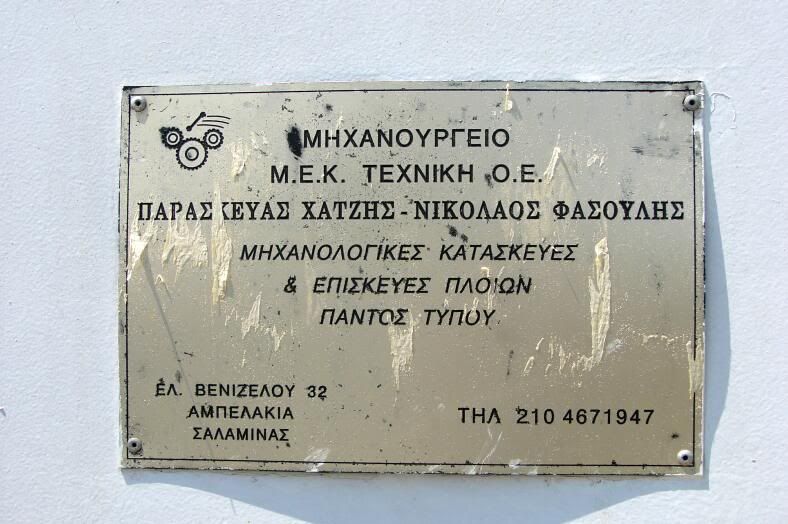 ΜΗΧΑΝΟΥΡΓΕΙΟ
Μ.Ε.Κ. ΤΕΧΝΙΚΗ Ο.Ε.
ΠΑΡΑΣΚΕΥΑΣ ΧΑΤΖΗΣ - ΝΙΚΟΛΑΟΣ ΦΑΣΟΥΛΗΣ
ΜΗΧΑΝΟΛΟΓΙΚΕΣ ΚΑΤΑΣΚΕΥΕΣ
& ΕΠΙΣΚΕΥΕΣ ΠΛΟΙΩΝ
ΠΑΝΤΟΣ ΤΥΠΟΥ
ΕΛ. ΒΕΝΙΖΕΛΟΥ 32
ΑΜΠΕΛΑΚΙΑ
ΣΑΛΑΜΙΝΑΣ
ΤΗΛ. 210 4671947